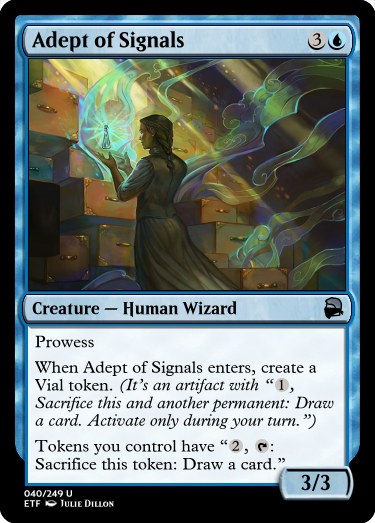 Adept of Signals 3
Creature — Human Wizard
Prowess
When Adept of Signals enters, create a
Vial token. (It's an artifact with “1,
Sacrifice this and another permanent: Draw
a card. Activate only during your turn.”)
Tokens you control have “2, :
Sacrifice this token: Draw a card.”
3/3
040/249 U
ETF Julie Dillon